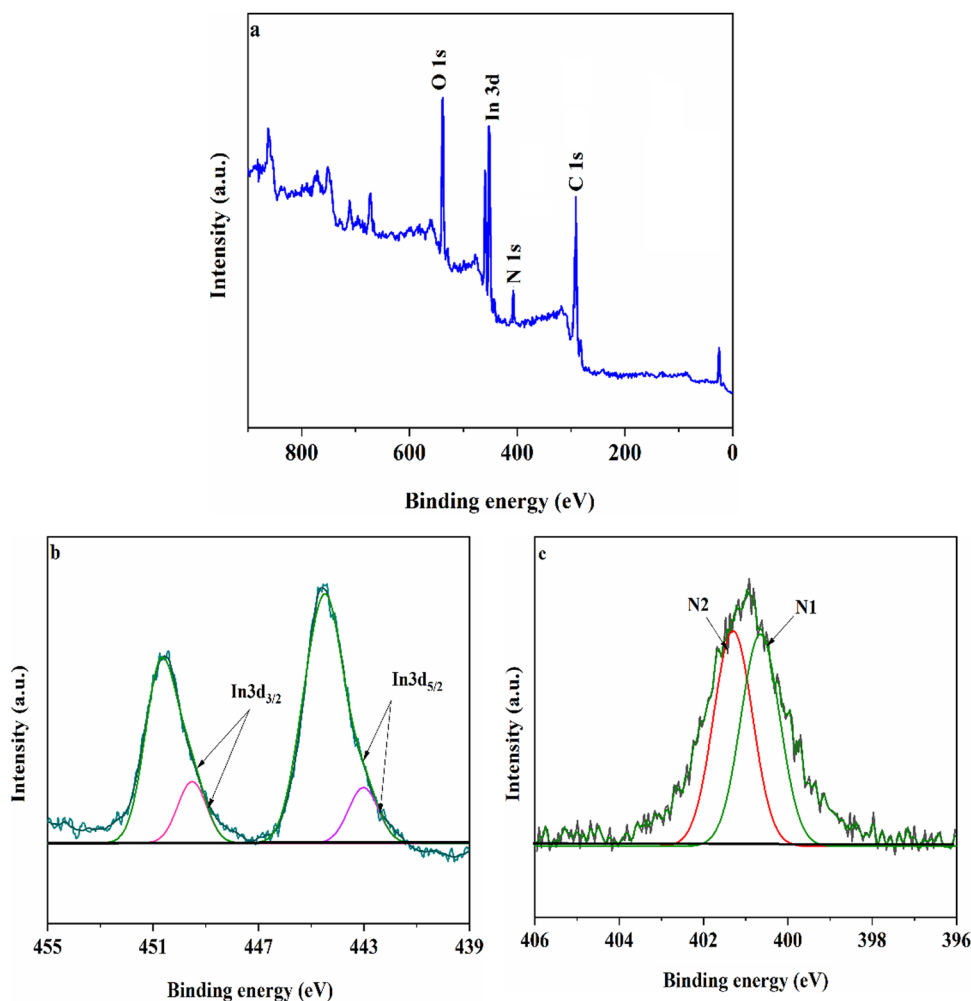 a
O 1s
In 3d
N 1s
C 1s
Intensity (a.u.)
800 600 400 200 0
Binding energy (eV)
b
In3d3/2
In3d5/2
Intensity (a.u.)
455 451 447 443 439
Binding energy (eV)
c
N2
N1
Intensity (a.u.)
406 404 402 400 398 396
Binding energy (eV)